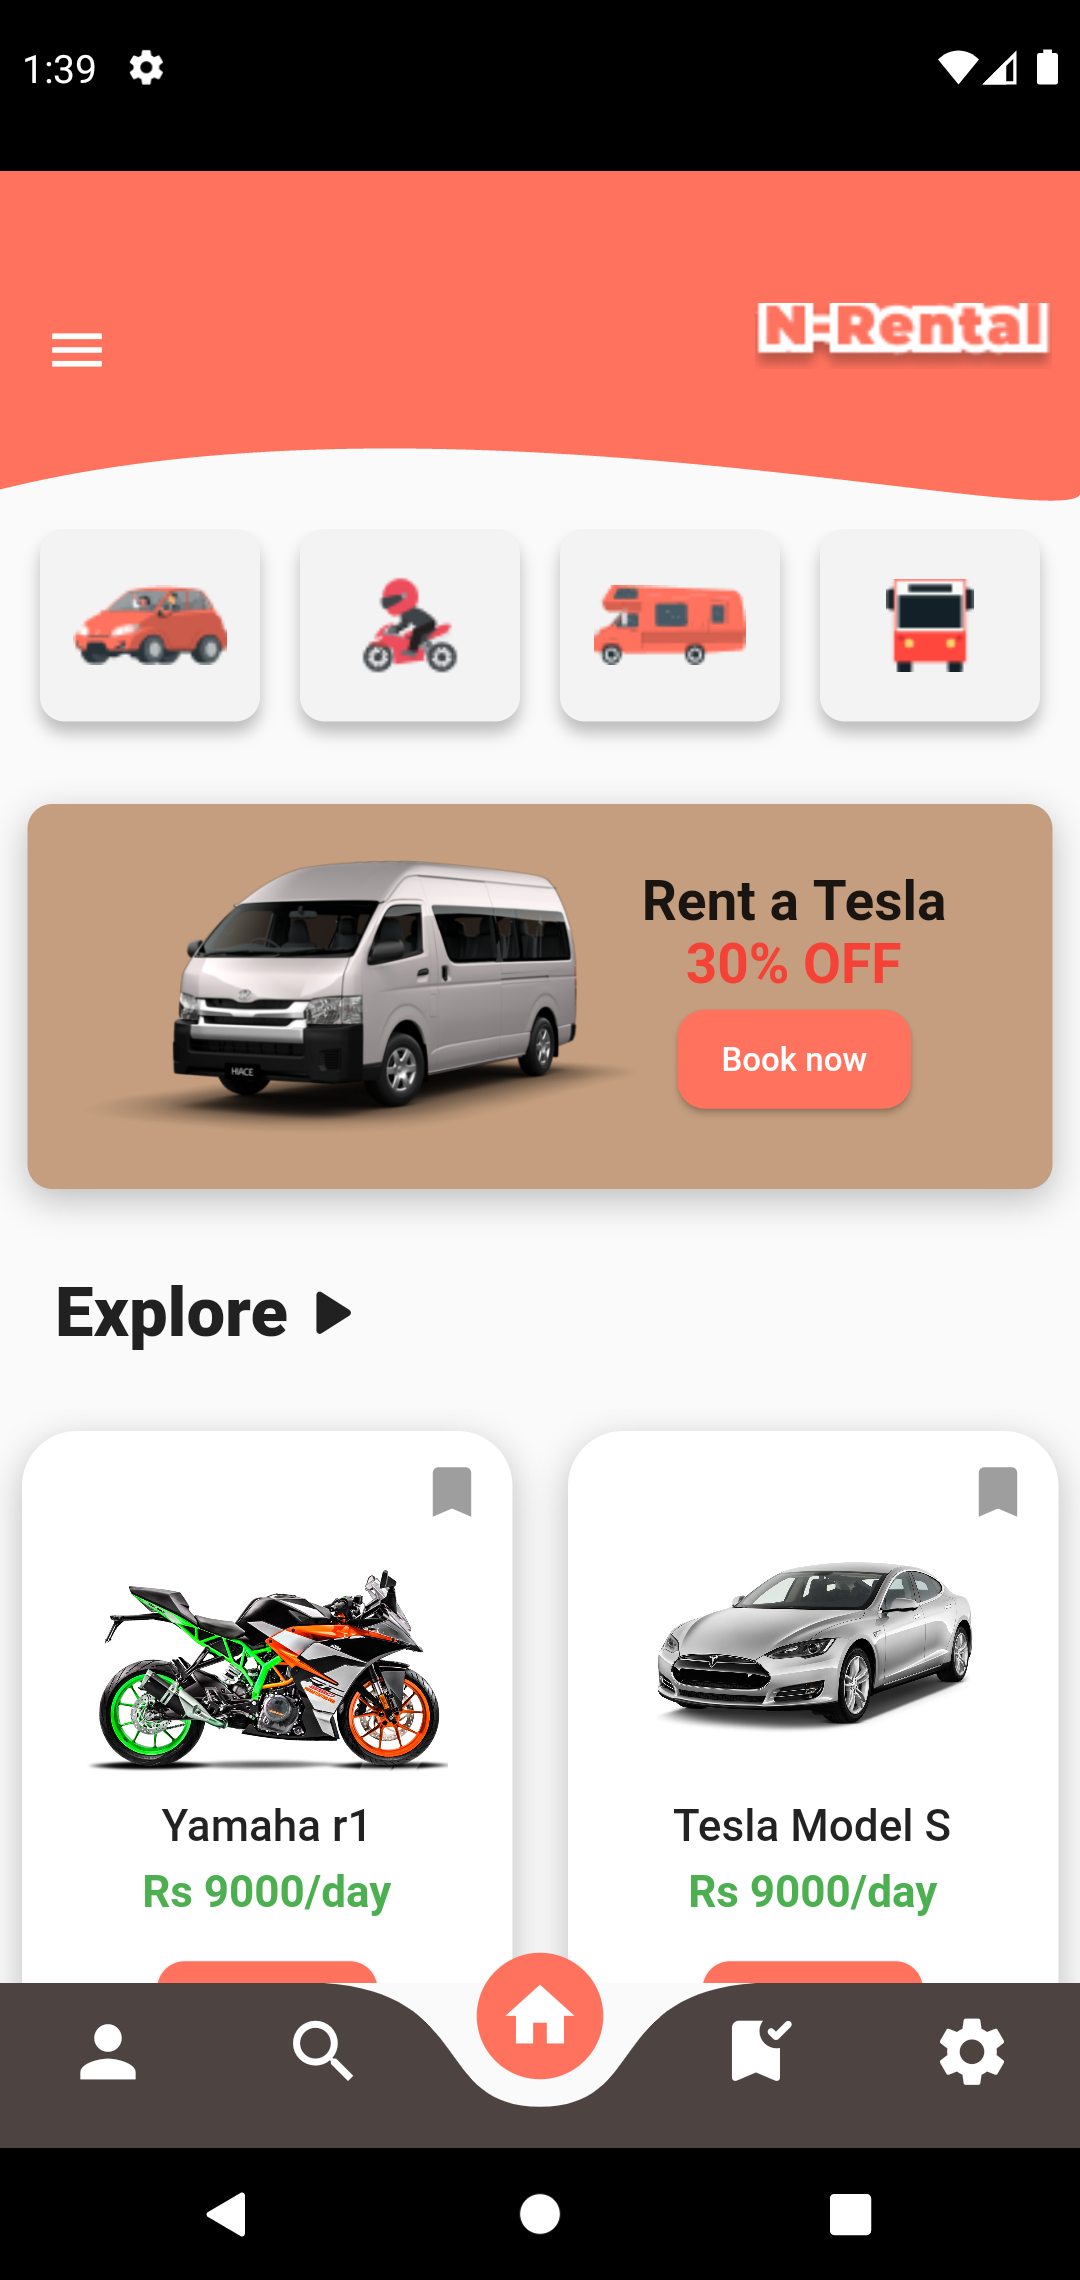 1:39
N-Rental
HIACE
Rent a Tesla
30% OFF
Book now
Explore
Yamaha r1
Tesla Model S
Rs 9000/day
Rs 9000/day